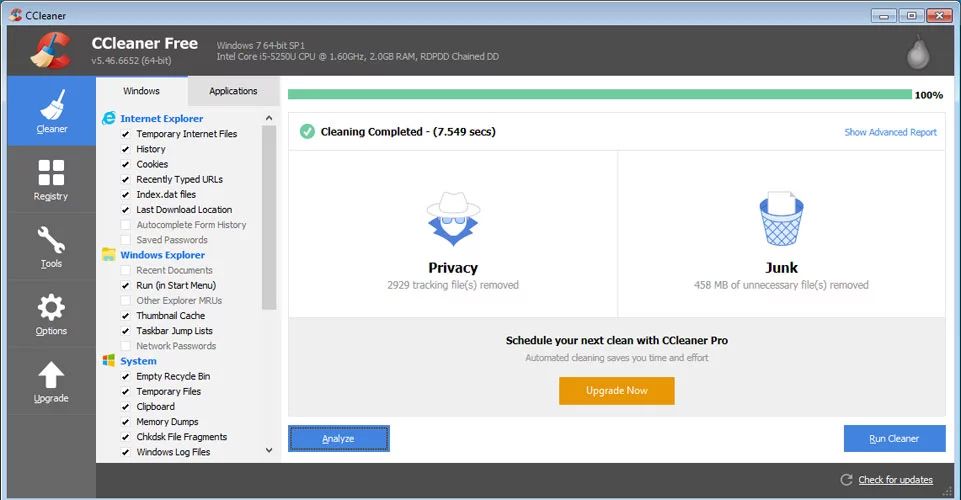 CCleaner
CCleaner Free
v5.46.6652 (64-bit)
Windows 7 64-bit SP1
Intel Core i5-5250U CPU @ 1.60GHz, 2.0GB RAM, RDPDD Chained DD
Cleaner
Registry
Tools
Options
Upgrade
Windows
Applications
Internet Explorer
Temporary Internet Files
History
Cookies
Recently Typed URLs
Index.dat files
Last Download Location
Autocomplete Form History
Saved Passwords
Windows Explorer
Recent Documents
Run (in Start Menu)
Other Explorer MRUs
Thumbnail Cache
Taskbar Jump Lists
Network Passwords
System
Empty Recycle Bin
Temporary Files
Clipboard
Memory Dumps
Chkdsk File Fragments
Windows Log Files
100%
Cleaning Completed - (7.549 secs)
Show Advanced Report
Privacy
2929 tracking file(s) removed
Junk
458 MB of unnecessary file(s) removed
Schedule your next clean with CCleaner Pro
Automated cleaning saves you time and effort
Upgrade Now
Analyze
Run Cleaner
Check for updates